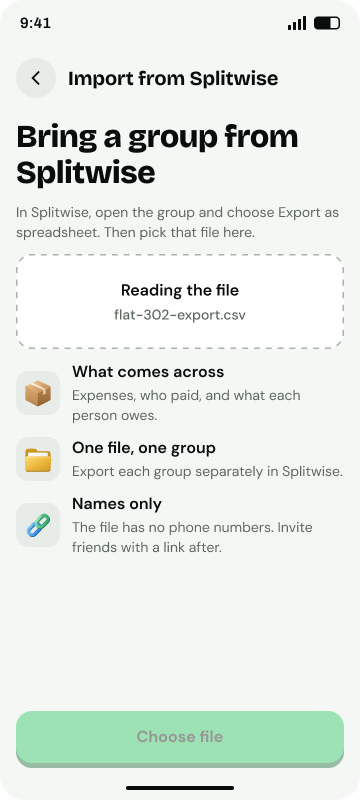 9:41
Import from Splitwise
Bring a group from
Splitwise
In Splitwise, open the group and choose Export as
spreadsheet. Then pick that file here.
Reading the file
flat-302-export.csv
What comes across
Expenses, who paid, and what each
person owes.
One file, one group
Export each group separately in Splitwise.
Names only
The file has no phone numbers. Invite
friends with a link after.
Choose file